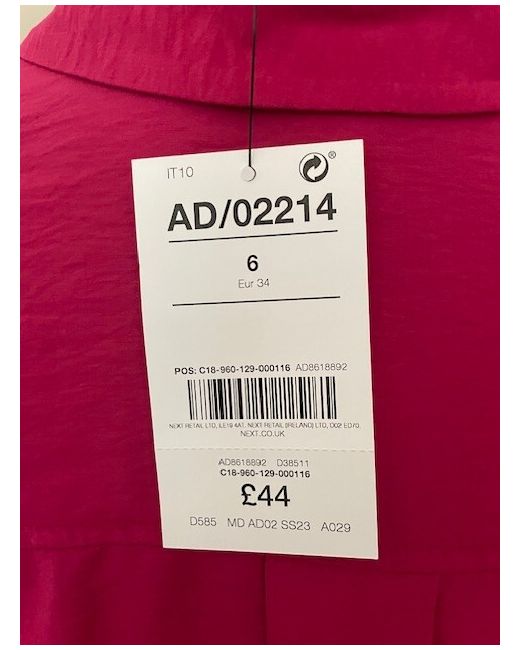 IT10
®
AD/02214
6
Eur 34
POS: C18-960-129-000116 AD8618892
NEXT RETAIL LTD, (LE19 4AT. NEXT RETAIL (IRELAND) LTD, D02 ED70.
NEXT.CO.UK
AD8618892 D38511
C18-960-129-000116
£44
D585 MD AD02 SS23 A029